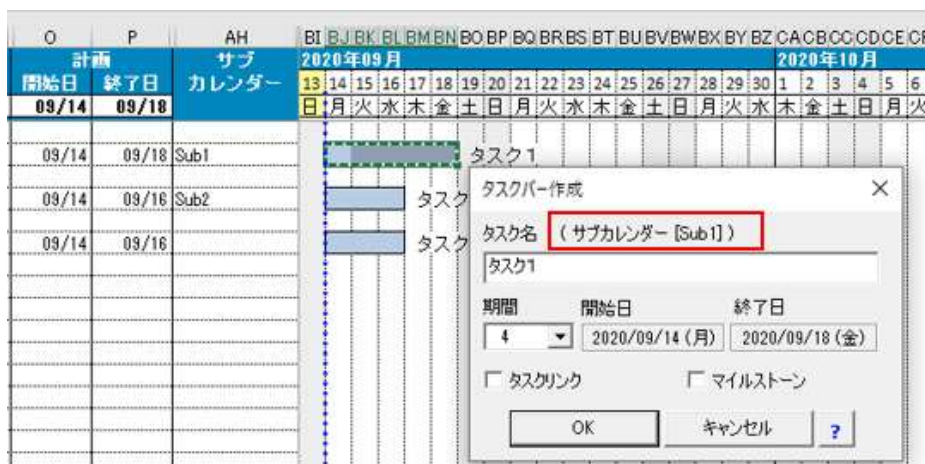 O P AH BI BJ BK BL BM BN BO BP BQ BR BS BT BU BV BW BX BY BZ CA CB CC CD CE CF
計画 サブ 2020年09月 2020年10月
開始日 終了日 カレンダー 13 14 15 16 17 18 19 20 21 22 23 24 25 26 27 28 29 30 1 2 3 4 5 6
09/14 09/18 日 月 火 水 木 金 土 日 月 火 水 木 金 土 日 月 火 水 木 金 土 日 月 火
09/14 09/18 Sub1 タスク1
09/14 09/16 Sub2 タスク
09/14 09/16 タスク
タスクバー作成 ×
タスク名 (サブカレンダー [Sub1])
タスク1
期間 開始日 終了日
4 2020/09/14 (月) 2020/09/18 (金)
タスクリンク マイルストーン
OK キャンセル ?